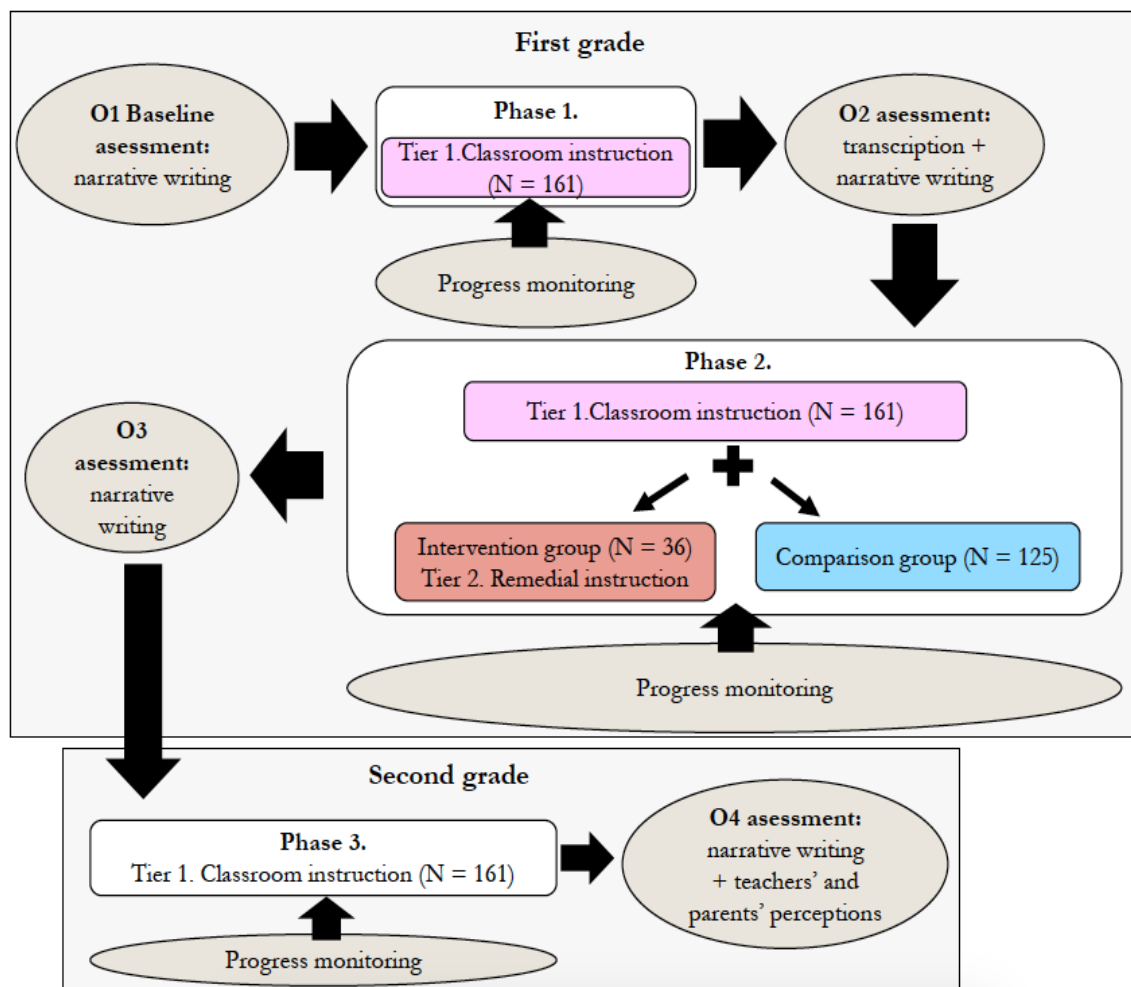 First grade
O1 Baseline
asessment:
narrative writing
Phase 1.
Tier 1.Classroom instruction
(N = 161)
O2 asessment:
transcription +
narrative writing
Progress monitoring
Phase 2.
Tier 1.Classroom instruction (N = 161)
Intervention group (N = 36)
Tier 2. Remedial instruction
Comparison group (N = 125)
Progress monitoring
O3
asessment:
narrative
writing
Second grade
Phase 3.
Tier 1. Classroom instruction (N = 161)
Progress monitoring
O4 asessment:
narrative writing
+ teachers’ and
parents’ perceptions